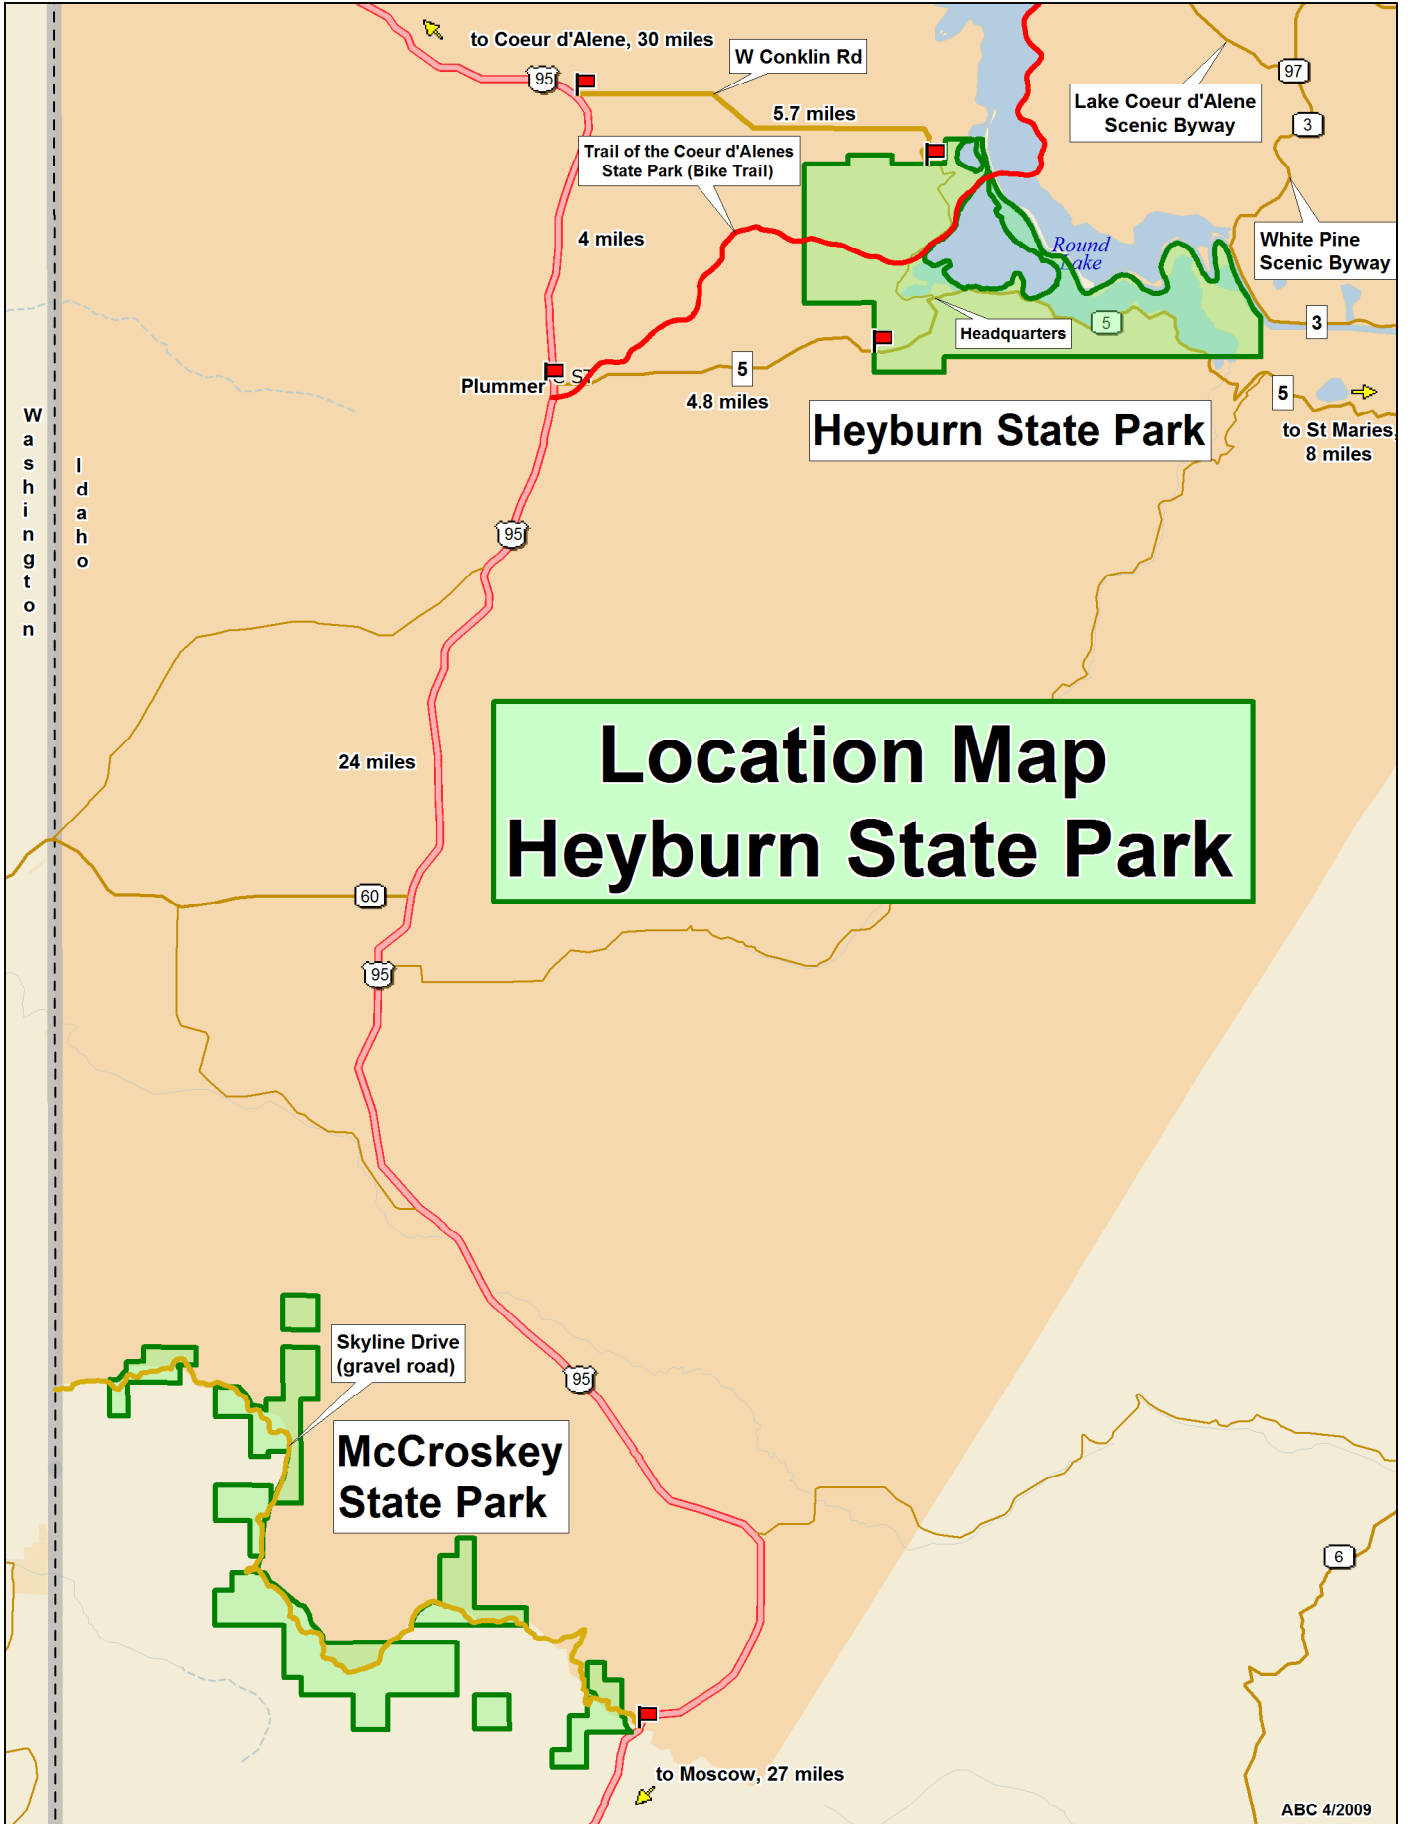 to Coeur d'Alene, 30 miles
W Conklin Rd
95
97
Lake Coeur d'Alene
Scenic Byway
5.7 miles
3
Trail of the Coeur d'Alenes
State Park (Bike Trail)
4 miles
Round
Lake
White Pine
Scenic Byway
Headquarters
5
3
Plummer
5
4.8 miles
5
Heyburn State Park
to St Maries,
8 miles
Washington
Idaho
95
24 miles
Location Map
Heyburn State Park
60
95
Skyline Drive
(gravel road)
95
McCroskey
State Park
6
to Moscow, 27 miles
ABC 4/2009